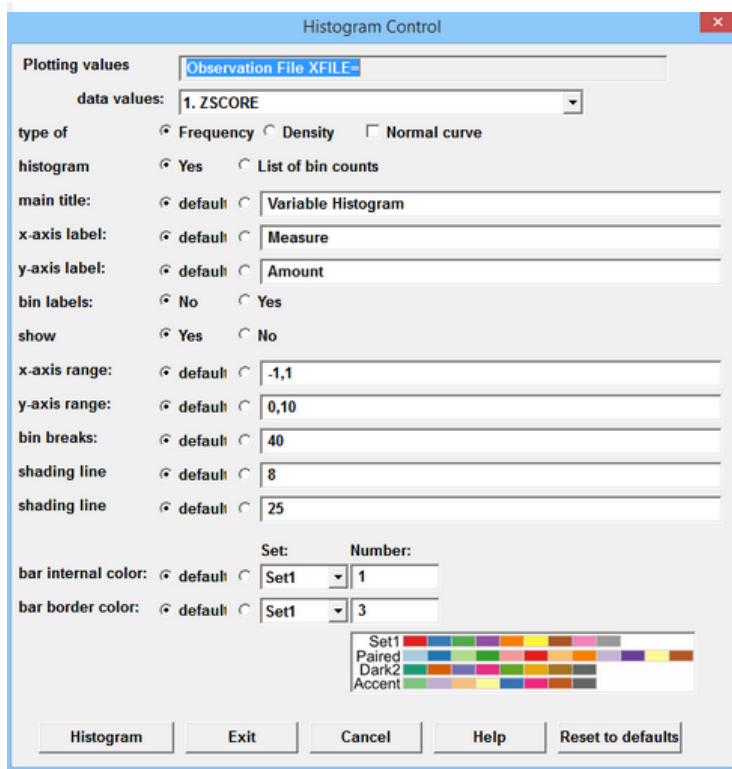 Histogram Control
Plotting values Observation File XFILE=
data values: 1. ZSCORE
type of Frequency Density Normal curve
histogram Yes List of bin counts
main title: default Variable Histogram
x-axis label: default Measure
y-axis label: default Amount
bin labels: No Yes
show Yes No
x-axis range: default -1,1
y-axis range: default 0,10
bin breaks: default 40
shading line default 8
shading line default 25
Set: Number:
bar internal color: default Set1 1
bar border color: default Set1 3
Set1
Paired
Dark2
Accent
Histogram Exit Cancel Help Reset to defaults